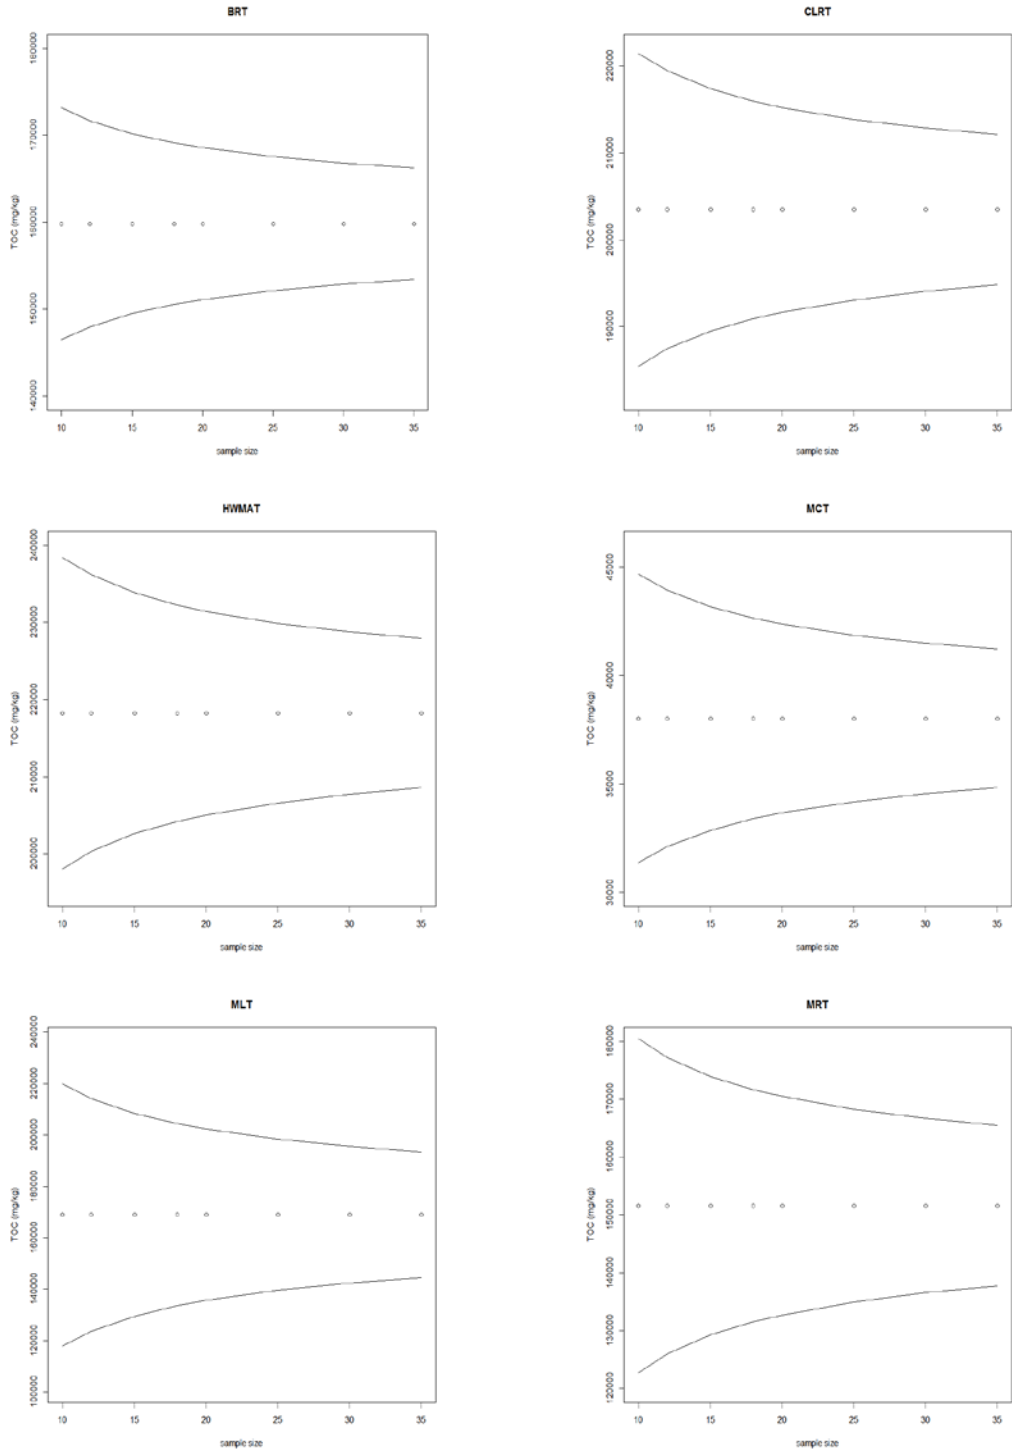 BRT
TOC (mg/kg)
140000 150000 160000 170000 180000
10 15 20 25 30 35
sample size
CLRT
TOC (mg/kg)
190000 200000 210000 220000
10 15 20 25 30 35
sample size
HWMAT
TOC (mg/kg)
200000 210000 220000 230000 240000
10 15 20 25 30 35
sample size
MCT
TOC (mg/kg)
30000 35000 40000 45000
10 15 20 25 30 35
sample size
MLT
TOC (mg/kg)
100000 120000 140000 160000 180000 200000 220000 240000
10 15 20 25 30 35
sample size
MRT
TOC (mg/kg)
120000 130000 140000 150000 160000 170000 180000
10 15 20 25 30 35
sample size